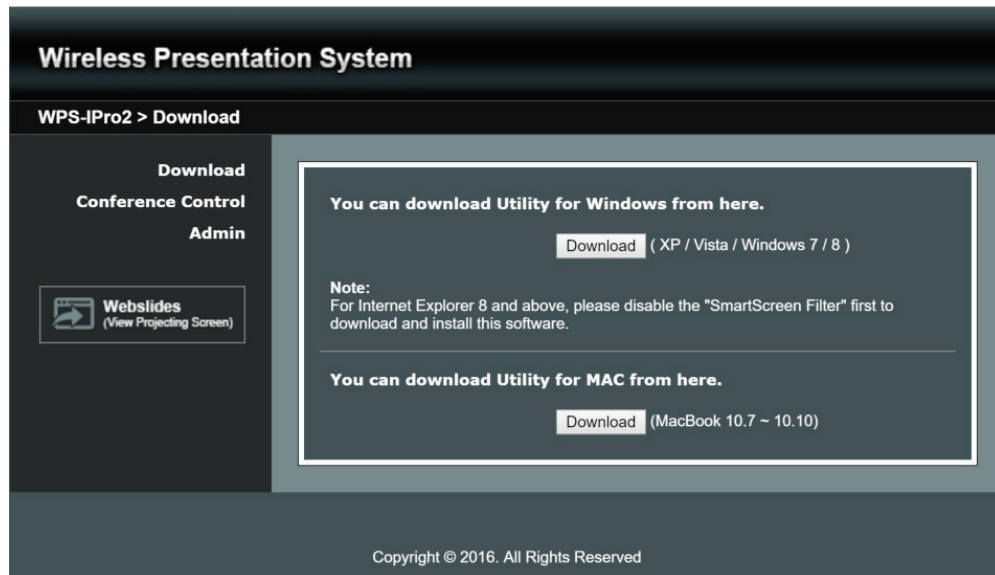 Wireless Presentation System
WPS-IPro2 > Download
Download
Conference Control
Admin
Webslides
(View Projecting Screen)
You can download Utility for Windows from here.
Download ( XP / Vista / Windows 7 / 8 )
Note:
For Internet Explorer 8 and above, please disable the "SmartScreen Filter" first to
download and install this software.
You can download Utility for MAC from here.
Download (MacBook 10.7 ~ 10.10)
Copyright © 2016. All Rights Reserved